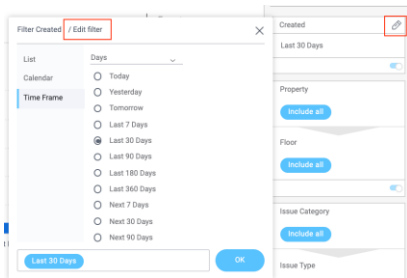 Filter Created / Edit filter
List
Calendar
Time Frame
Days
Today
Yesterday
Tomorrow
Last 7 Days
Last 30 Days
Last 90 Days
Last 180 Days
Last 360 Days
Next 7 Days
Next 30 Days
Next 90 Days
Last 30 Days
OK
Created
Last 30 Days
Property
Include all
Floor
Include all
Issue Category
Include all
Issue Type